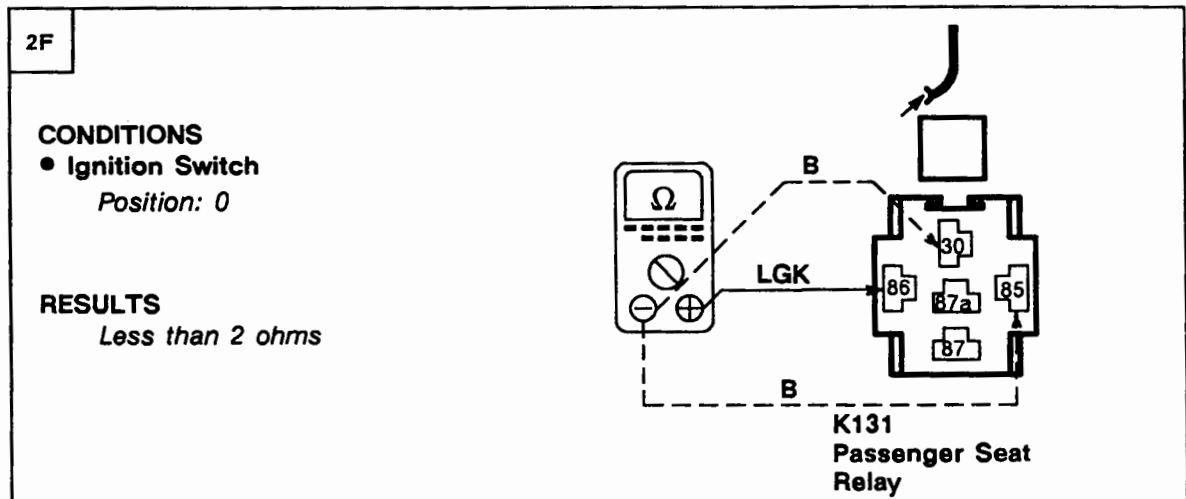 2F
CONDITIONS
● Ignition Switch
Position: 0
RESULTS
Less than 2 ohms
Ω
B
LGK
B
30
86
87a
85
87
K131
Passenger Seat
Relay